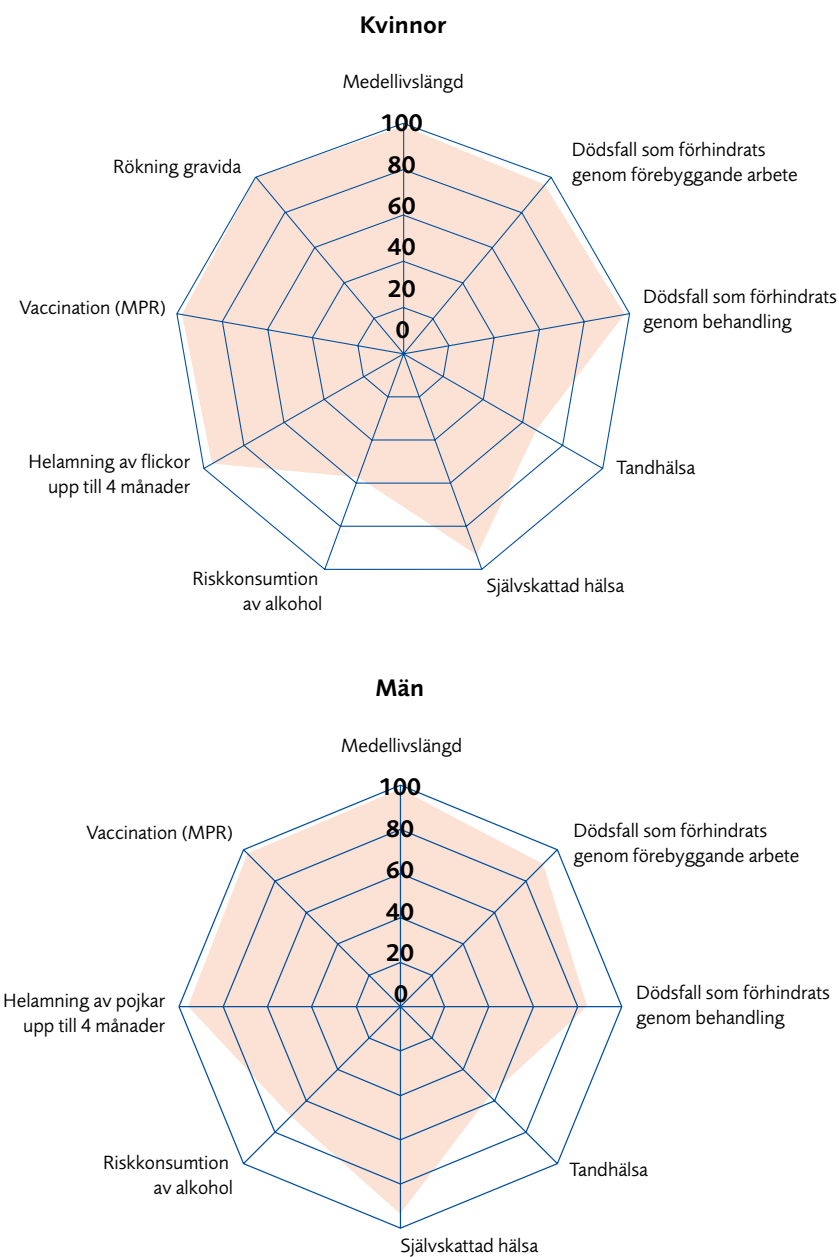 Kvinnor
Medellivslängd
100
80
60
40
20
0
Dödsfall som förhindrats
genom förebyggande arbete
Dödsfall som förhindrats
genom behandling
Tandhälsa
Självskattad hälsa
Riskkonsumtion
av alkohol
Helamning av flickor
upp till 4 månader
Vaccination (MPR)
Rökning gravida
Män
Medellivslängd
100
80
60
40
20
0
Dödsfall som förhindrats
genom förebyggande arbete
Dödsfall som förhindrats
genom behandling
Tandhälsa
Självskattad hälsa
Riskkonsumtion
av alkohol
Helamning av pojkar
upp till 4 månader
Vaccination (MPR)